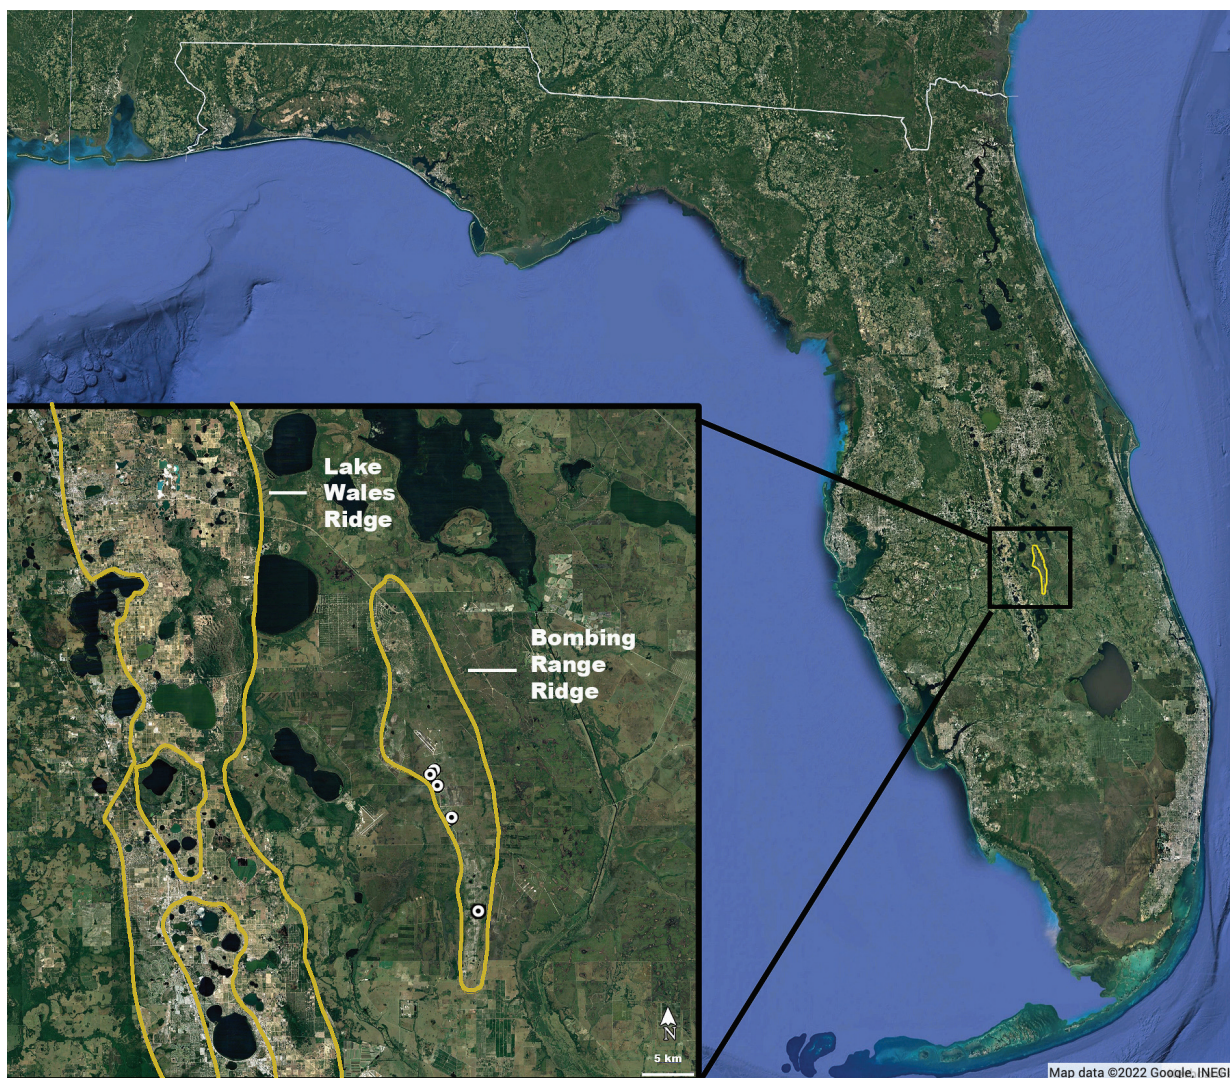 Lake
Wales
Ridge
Bombing
Range
Ridge
N
5 km
Map data ©2022 Google, INEGI